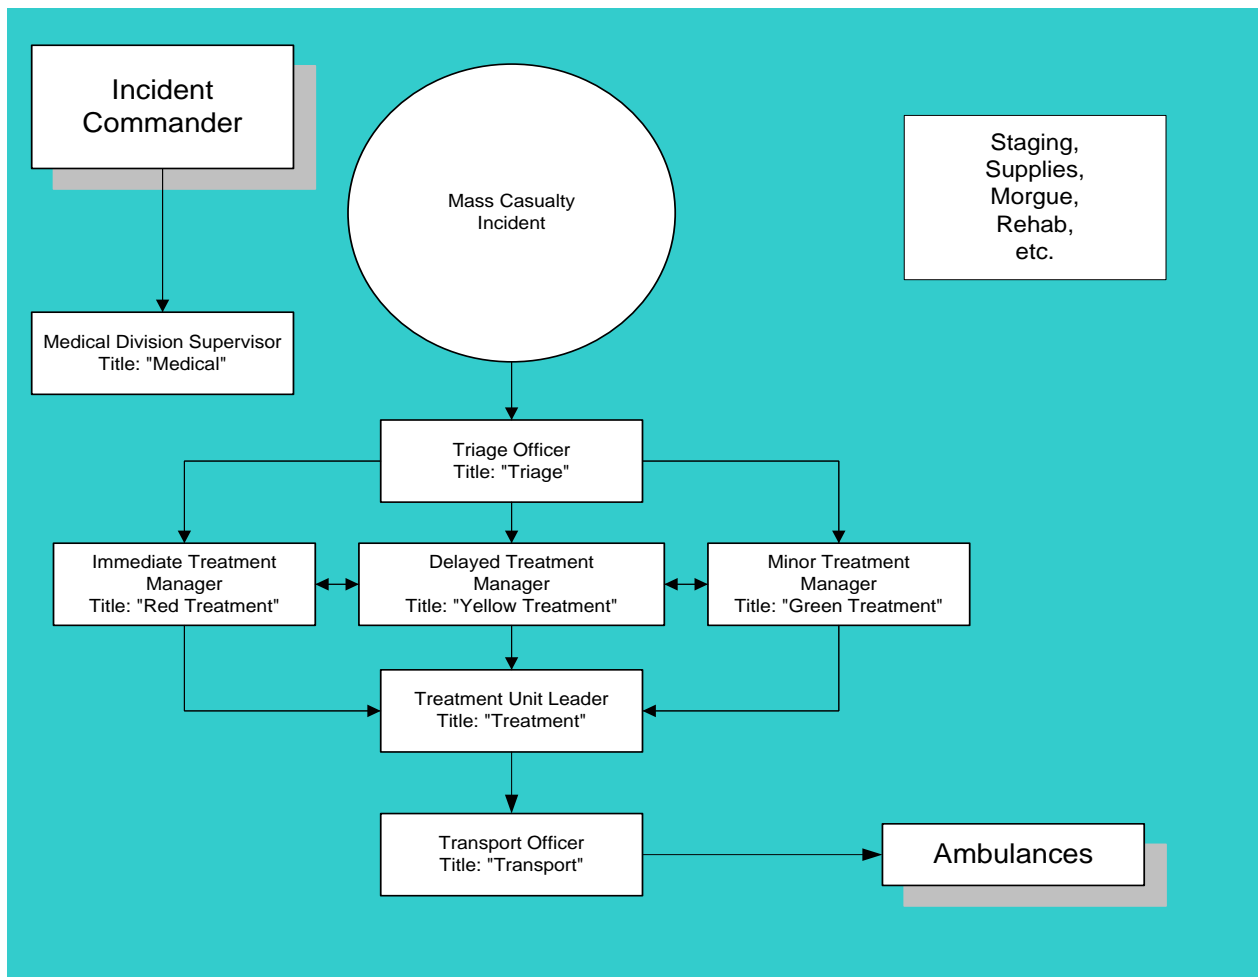 Incident
Commander
Mass Casualty
Incident
Staging,
Supplies,
Morgue,
Rehab,
etc.
Medical Division Supervisor
Title: "Medical"
Triage Officer
Title: "Triage"
Immediate Treatment
Manager
Title: "Red Treatment"
Delayed Treatment
Manager
Title: "Yellow Treatment"
Minor Treatment
Manager
Title: "Green Treatment"
Treatment Unit Leader
Title: "Treatment"
Transport Officer
Title: "Transport"
Ambulances